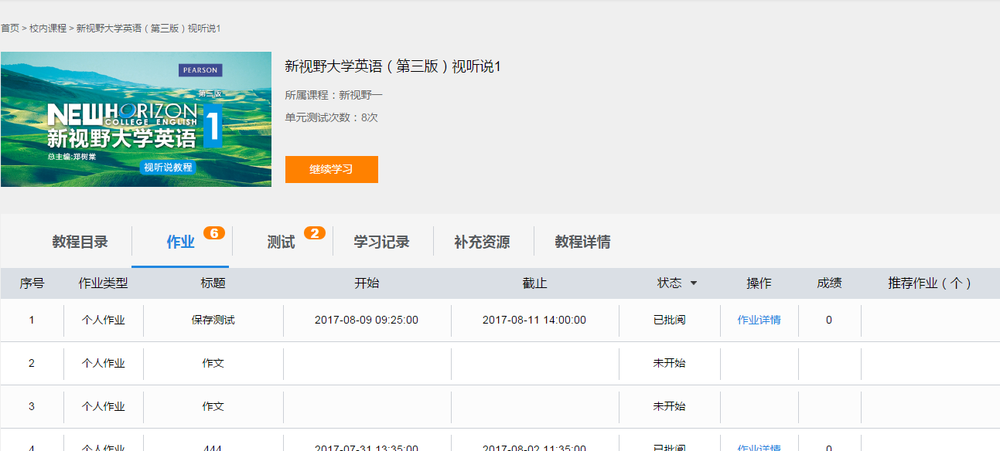 首页 > 校内课程 > 新视野大学英语（第三版）视听说1
PEARSON
第三版
NEW HORIZON
COLLEGE ENGLISH
1
新视野大学英语
总主编:郑树棠
视听说教程
新视野大学英语（第三版）视听说1
所属课程：新视野一
单元测试次数：8次
继续学习
教程目录 作业 6 测试 2 学习记录 补充资源 教程详情
序号 作业类型 标题 开始 截止 状态 操作 成绩 推荐作业（个）
1 个人作业 保存测试 2017-08-09 09:25:00 2017-08-11 14:00:00 已批阅 作业详情 0
2 个人作业 作文 未开始
3 个人作业 作文 未开始
4 个人作业 444 2017-07-31 13:35:00 2017-08-02 11:35:00 已批阅 作业详情 0